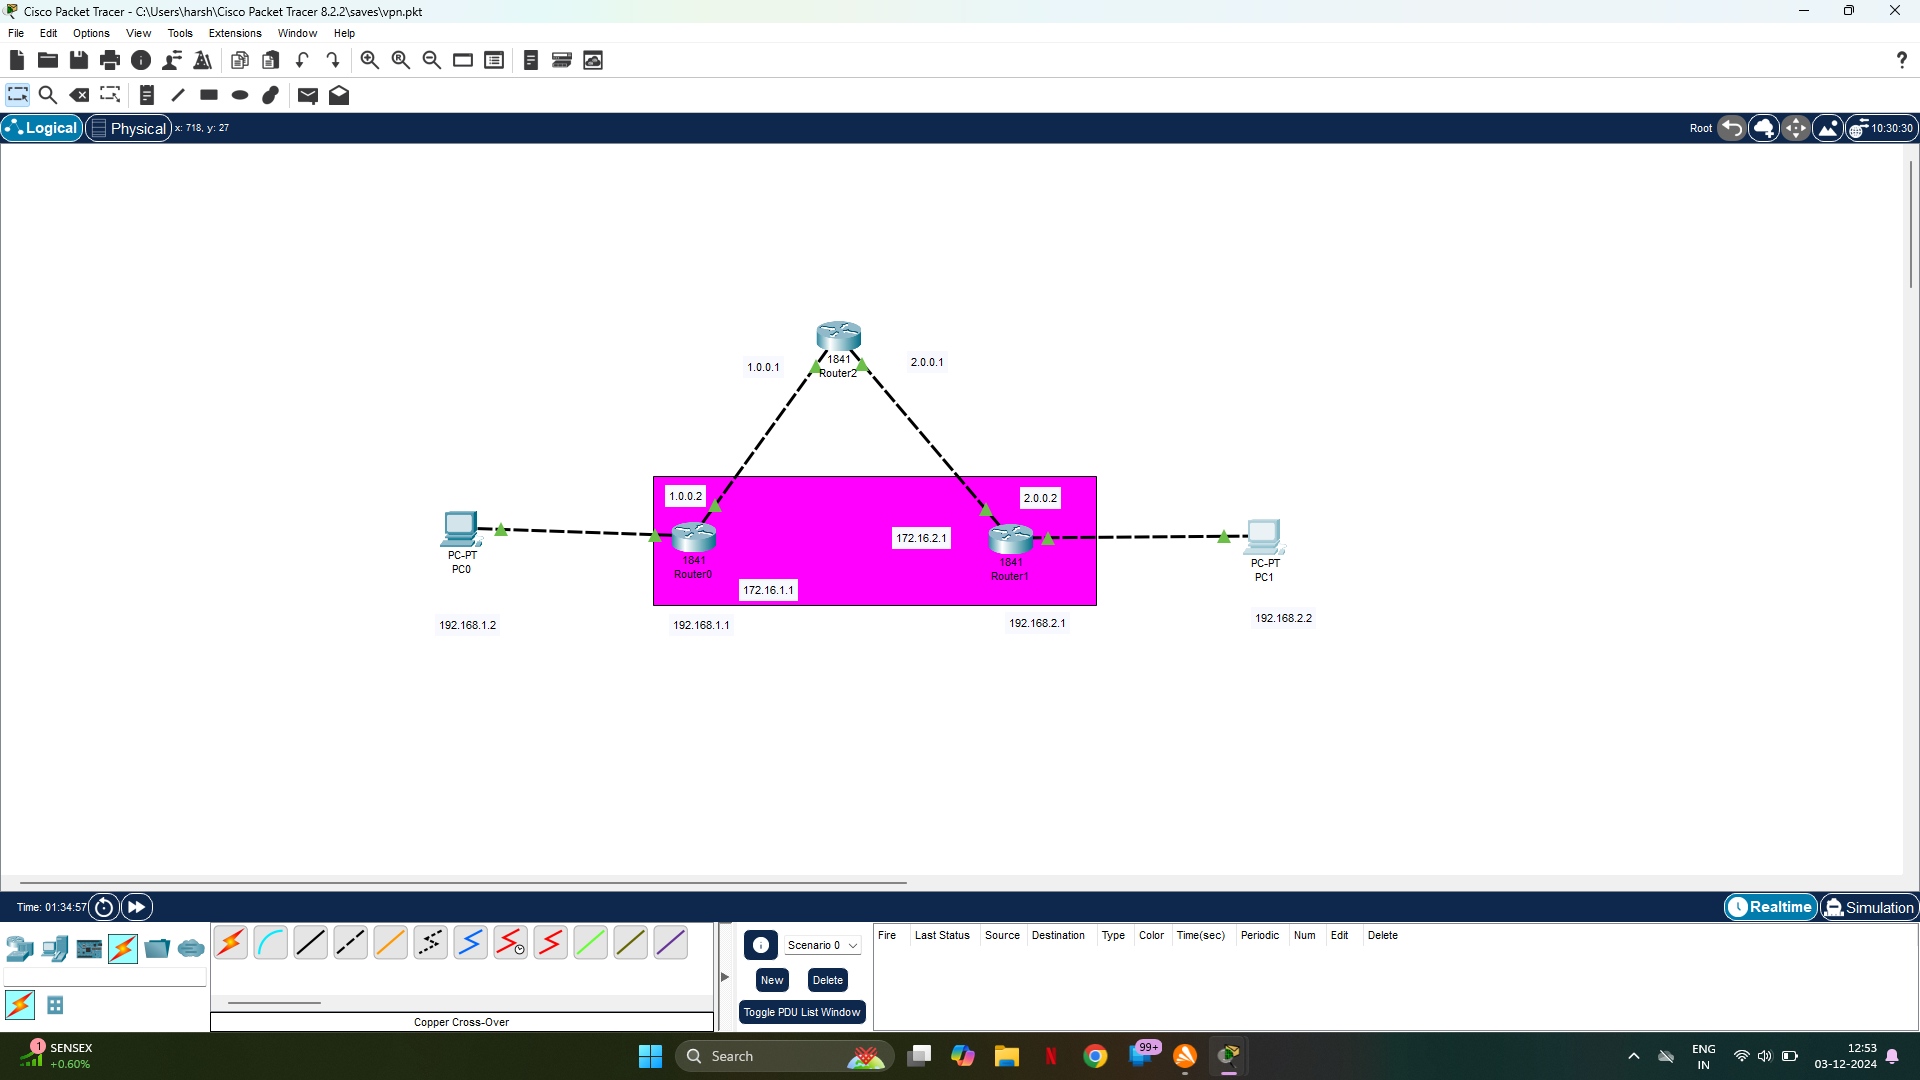 Cisco Packet Tracer - C:\Users\harsh\Cisco Packet Tracer 8.2.2\saves\vpn.pkt
File Edit Options View Tools Extensions Window Help
?
Logical Physical x: 718, y: 27 Root 10:30:30
1.0.0.1
1841
Router2
2.0.0.1
1.0.0.2
2.0.0.2
172.16.2.1
PC-PT
PC0
1841
Router0
1841
Router1
PC-PT
PC1
172.16.1.1
192.168.1.2
192.168.1.1
192.168.2.1
192.168.2.2
Time: 01:34:57 Realtime Simulation
Scenario 0
New Delete
Toggle PDU List Window
Fire Last Status Source Destination Type Color Time(sec) Periodic Num Edit Delete
Copper Cross-Over
1
SENSEX
+0.60%
Search
N
99+
ENG
IN
12:53
03-12-2024